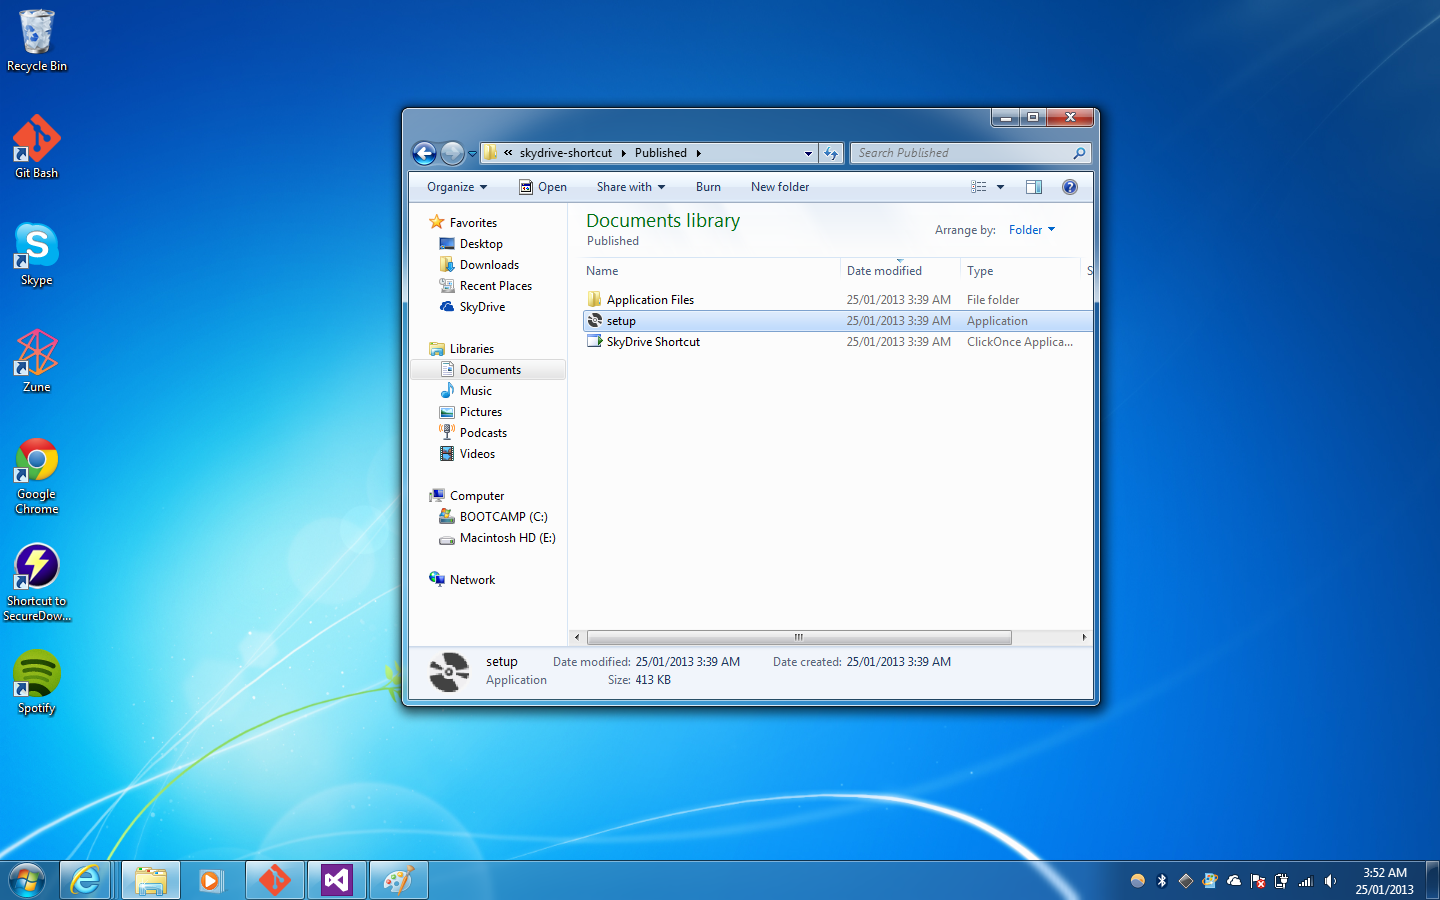 Recycle Bin
Git Bash
Skype
Zune
Google
Chrome
Shortcut to
SecureDow...
Spotify
« skydrive-shortcut Published
Search Published
Organize Open Share with Burn New folder
Favorites
Desktop
Downloads
Recent Places
SkyDrive
Libraries
Documents
Music
Pictures
Podcasts
Videos
Computer
BOOTCAMP (C:)
Macintosh HD (E:)
Network
Documents library
Published
Arrange by: Folder
Name Date modified Type S
Application Files 25/01/2013 3:39 AM File folder
setup 25/01/2013 3:39 AM Application
SkyDrive Shortcut 25/01/2013 3:39 AM ClickOnce Applica...
setup Date modified: 25/01/2013 3:39 AM Date created: 25/01/2013 3:39 AM
Application Size: 413 KB
3:52 AM
25/01/2013